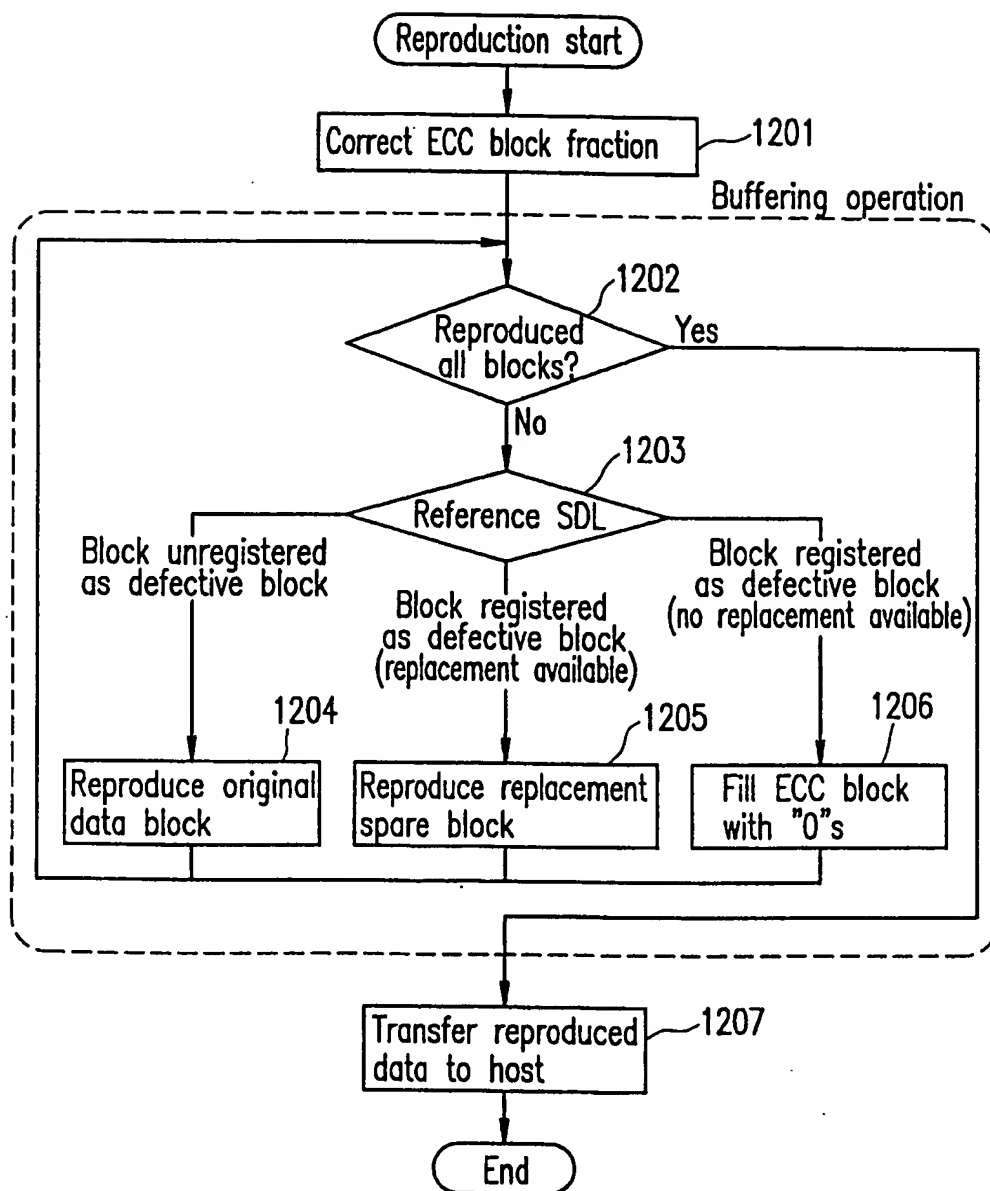 Reproduction start
Correct ECC block fraction
1201
Buffering operation
1202
Reproduced
all blocks?
Yes
No
1203
Reference SDL
Block unregistered
as defective block
Block registered
as defective block
(replacement available)
Block registered
as defective block
(no replacement available)
1204
Reproduce original
data block
1205
Reproduce replacement
spare block
1206
Fill ECC block
with "0"s
Transfer reproduced
data to host
1207
End